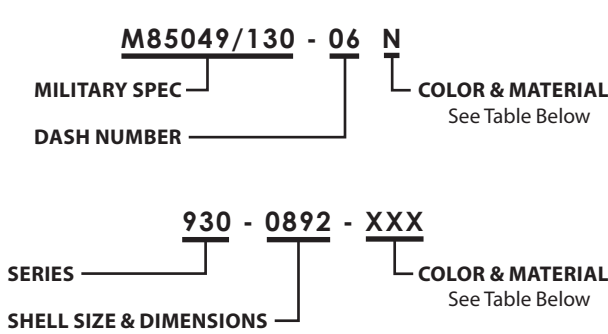 M85049/130 - 06 N
MILITARY SPEC
COLOR & MATERIAL
See Table Below
DASH NUMBER
930 - 0892 - XXX
SERIES
COLOR & MATERIAL
See Table Below
SHELL SIZE & DIMENSIONS